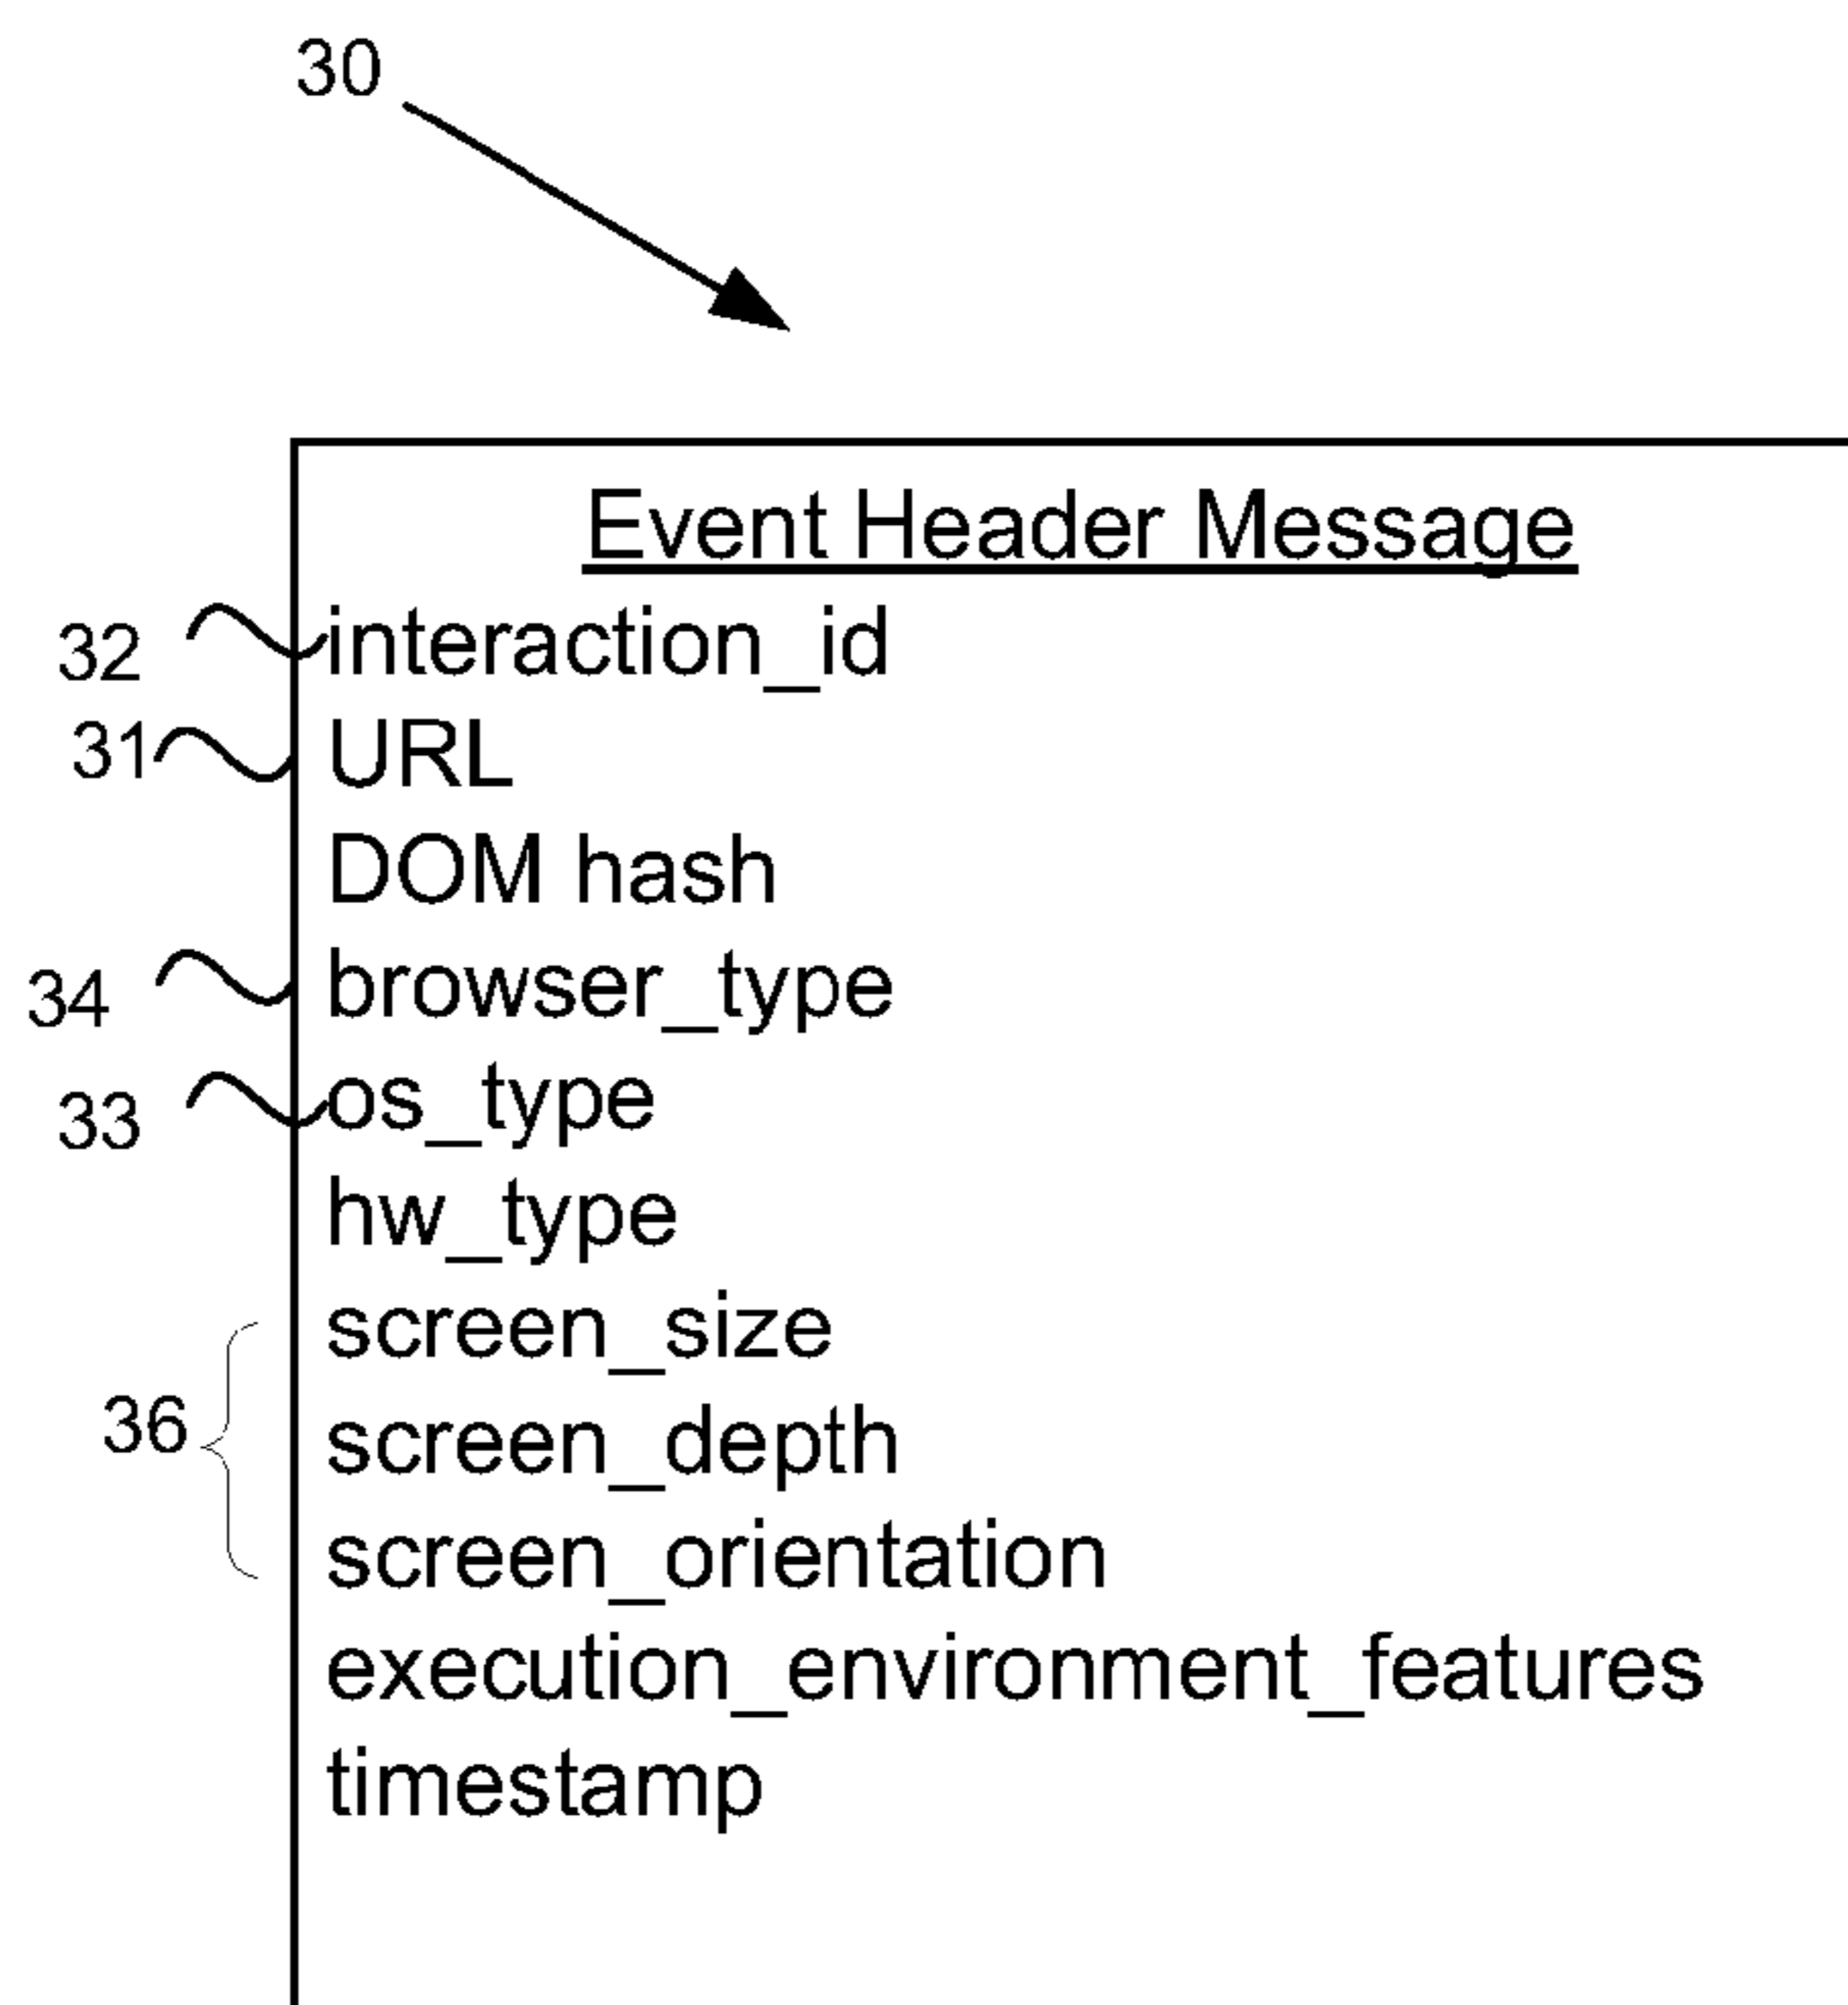 30
Event Header Message
32 interaction_id
31 URL
DOM hash
34 browser_type
33 os_type
hw_type
screen_size
36 screen_depth
screen_orientation
execution_environment_features
timestamp